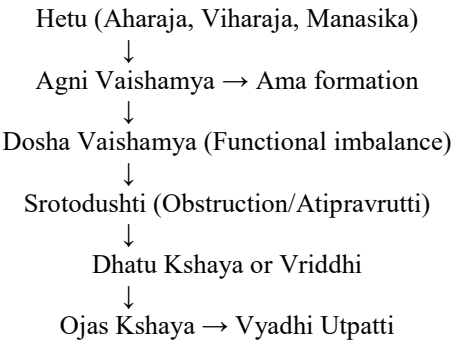 Hetu (Aharaja, Viharaja, Manasika)
↓
Agni Vaishamya → Ama formation
↓
Dosha Vaishamya (Functional imbalance)
↓
Srotodushti (Obstruction/Atipravrutti)
↓
Dhatu Kshaya or Vriddhi
↓
Ojas Kshaya → Vyadhi Utpatti